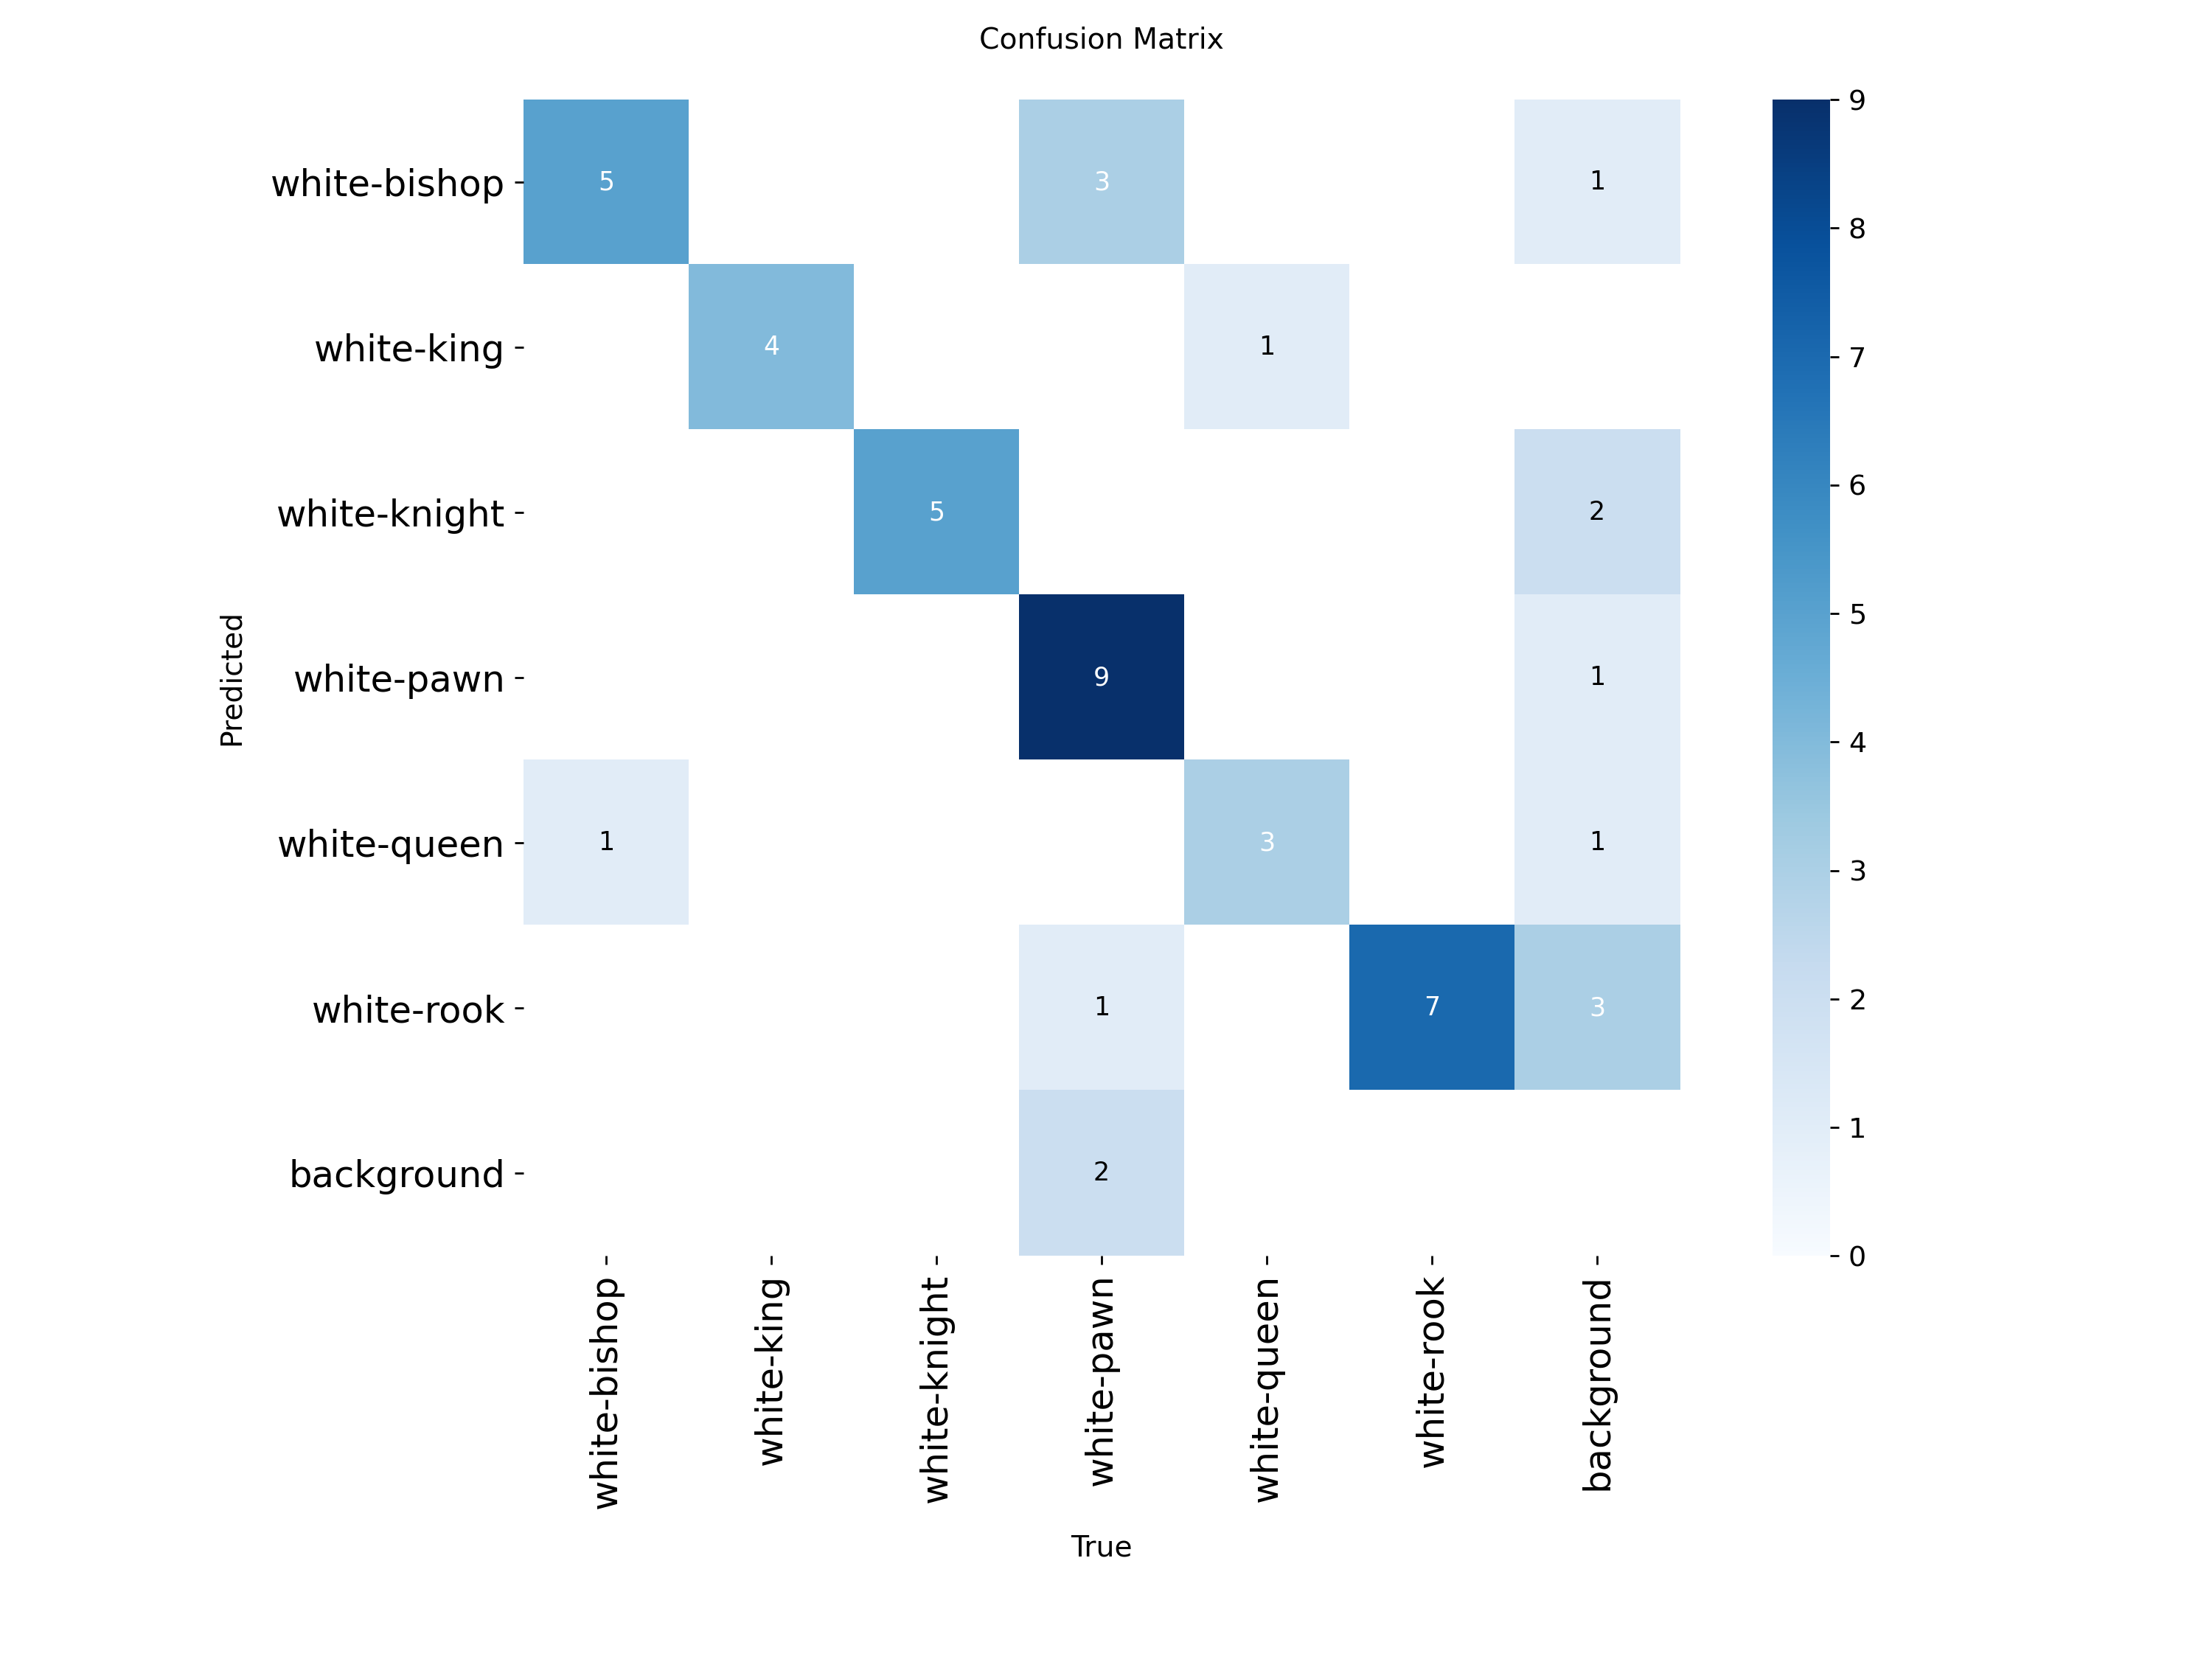 Confusion Matrix
white-bishop
5
3
1
white-king
4
1
white-knight
5
2
white-pawn
9
1
white-queen
1
3
1
white-rook
1
7
3
background
2
Predicted
white-bishop
white-king
white-knight
white-pawn
white-queen
white-rook
background
True
9
8
7
6
5
4
3
2
1
0